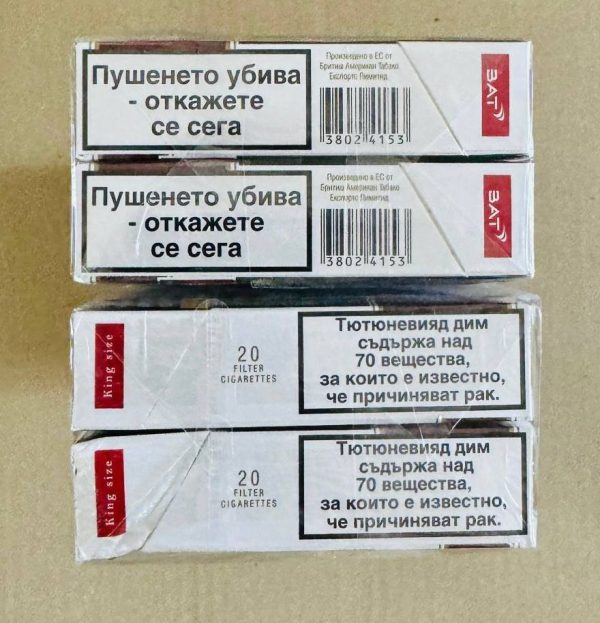 Пушенето убива
- откажете
се сега
Произведено в ЕС от
Бритиш Американ Табако
Експортс Лимитид
3802 4153
BAT
Пушенето убива
- откажете
се сега
Произведено в ЕС от
Бритиш Американ Табако
Експортс Лимитид
3802 4153
BAT
King size
20
FILTER
CIGARETTES
Тютюневияд дим
съдържа над
70 вещества,
за които е известно,
че причиняват рак.
King size
20
FILTER
CIGARETTES
Тютюневияд дим
съдържа над
70 вещества,
за които е известно,
че причиняват рак.